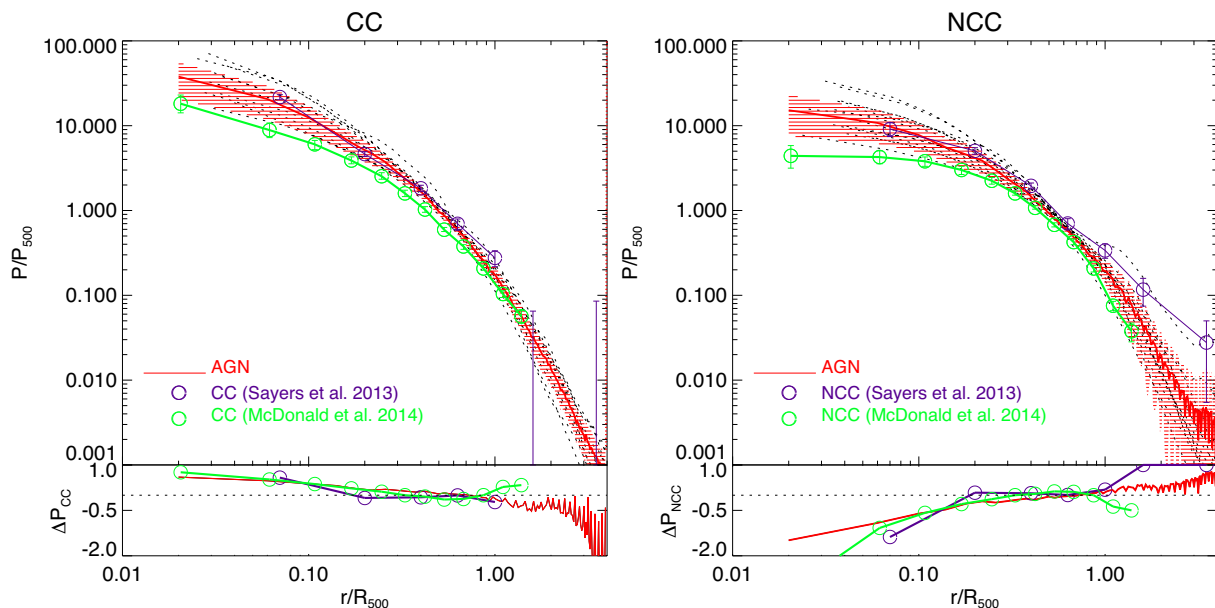 CC
100.000
10.000
1.000
0.100
0.010
0.001
P/P500
AGN
CC (Sayers et al. 2013)
CC (McDonald et al. 2014)
1.0
-0.5
-2.0
ΔPCC
0.01
0.10
1.00
r/R500
NCC
100.000
10.000
1.000
0.100
0.010
0.001
P/P500
AGN
NCC (Sayers et al. 2013)
NCC (McDonald et al. 2014)
1.0
-0.5
-2.0
ΔPNCC
0.01
0.10
1.00
r/R500